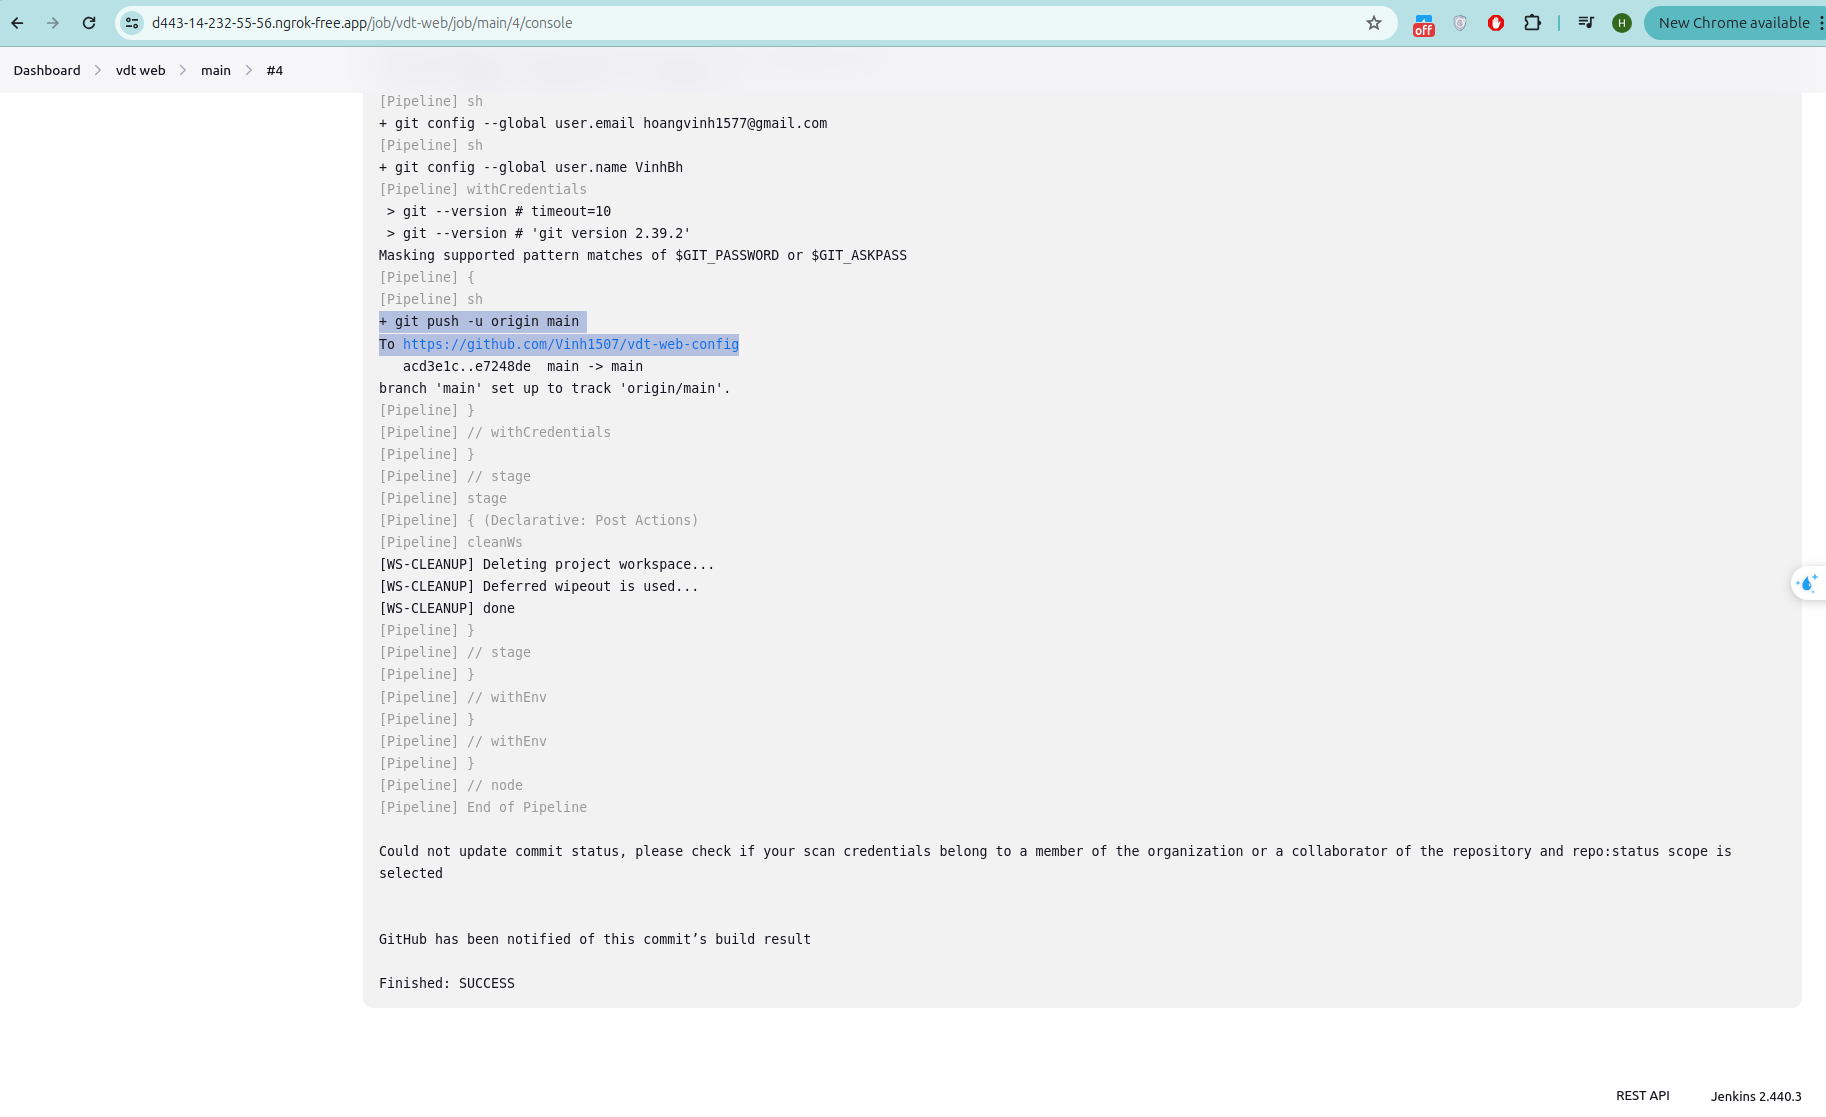 d443-14-232-55-56.ngrok-free.app/job/vdt-web/job/main/4/console
off
H
New Chrome available
Dashboard > vdt web > main > #4
[Pipeline] sh
+ git config --global user.email hoangvinh1577@gmail.com
[Pipeline] sh
+ git config --global user.name VinhBh
[Pipeline] withCredentials
 > git --version # timeout=10
 > git --version # 'git version 2.39.2'
Masking supported pattern matches of $GIT_PASSWORD or $GIT_ASKPASS
[Pipeline] {
[Pipeline] sh
+ git push -u origin main
To https://github.com/Vinh1507/vdt-web-config
   acd3e1c..e7248de  main -> main
branch 'main' set up to track 'origin/main'.
[Pipeline] }
[Pipeline] // withCredentials
[Pipeline] }
[Pipeline] // stage
[Pipeline] stage
[Pipeline] { (Declarative: Post Actions)
[Pipeline] cleanWs
[WS-CLEANUP] Deleting project workspace...
[WS-CLEANUP] Deferred wipeout is used...
[WS-CLEANUP] done
[Pipeline] }
[Pipeline] // stage
[Pipeline] }
[Pipeline] // withEnv
[Pipeline] }
[Pipeline] // withEnv
[Pipeline] }
[Pipeline] // node
[Pipeline] End of Pipeline
Could not update commit status, please check if your scan credentials belong to a member of the organization or a collaborator of the repository and repo:status scope is
selected
GitHub has been notified of this commit’s build result
Finished: SUCCESS
REST API
Jenkins 2.440.3